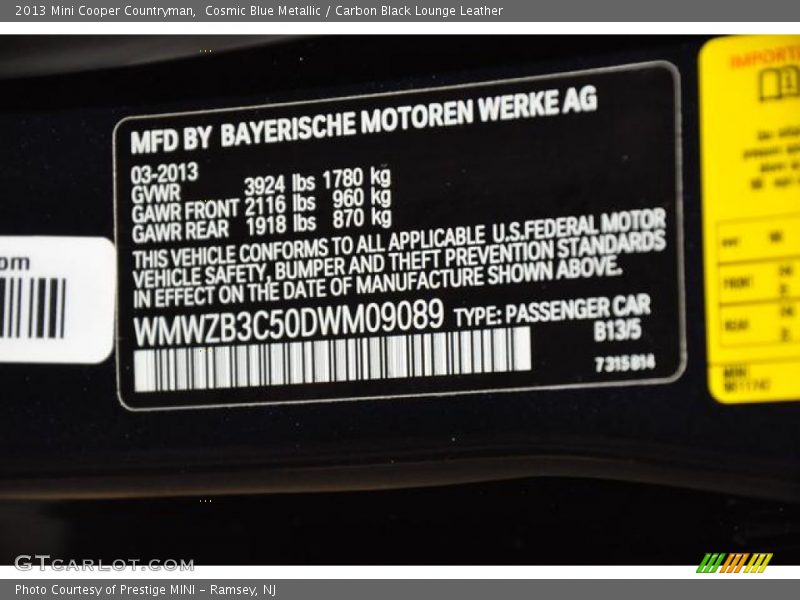 2013 Mini Cooper Countryman,  Cosmic Blue Metallic / Carbon Black Lounge Leather
MFD BY BAYERISCHE MOTOREN WERKE AG
03-2013
GVWR 3924 lbs 1780 kg
GAWR FRONT 2116 lbs 960 kg
GAWR REAR 1918 lbs 870 kg
THIS VEHICLE CONFORMS TO ALL APPLICABLE U.S.FEDERAL MOTOR
VEHICLE SAFETY, BUMPER AND THEFT PREVENTION STANDARDS
IN EFFECT ON THE DATE OF MANUFACTURE SHOWN ABOVE.
WMWZB3C50DWM09089 TYPE: PASSENGER CAR
B13/5
7315814
om
FRONT
REAR
MINI
GTcarlot.com
Photo Courtesy of Prestige MINI - Ramsey, NJ